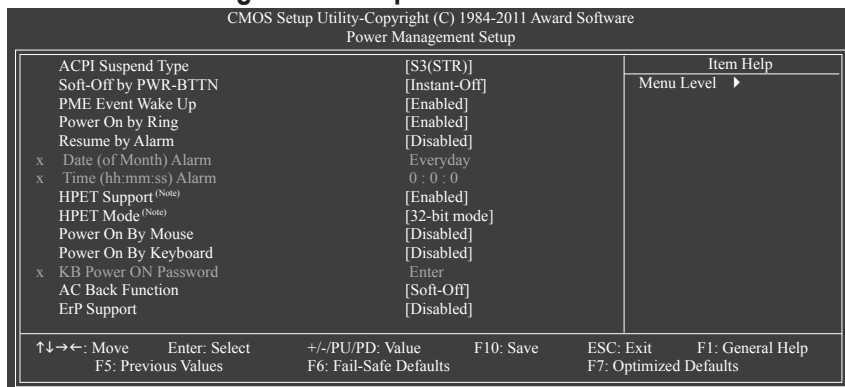 CMOS Setup Utility-Copyright (C) 1984-2011 Award Software
Power Management Setup
ACPI Suspend Type [S3(STR)] Item Help
Soft-Off by PWR-BTTN [Instant-Off] Menu Level ▶
PME Event Wake Up [Enabled]
Power On by Ring [Enabled]
Resume by Alarm [Disabled]
x Date (of Month) Alarm Everyday
x Time (hh:mm:ss) Alarm 0 : 0 : 0
HPET Support (Note) [Enabled]
HPET Mode (Note) [32-bit mode]
Power On By Mouse [Disabled]
Power On By Keyboard [Disabled]
x KB Power ON Password Enter
AC Back Function [Soft-Off]
ErP Support [Disabled]
↑↓→←: Move Enter: Select +/-/PU/PD: Value F10: Save ESC: Exit F1: General Help
F5: Previous Values F6: Fail-Safe Defaults F7: Optimized Defaults